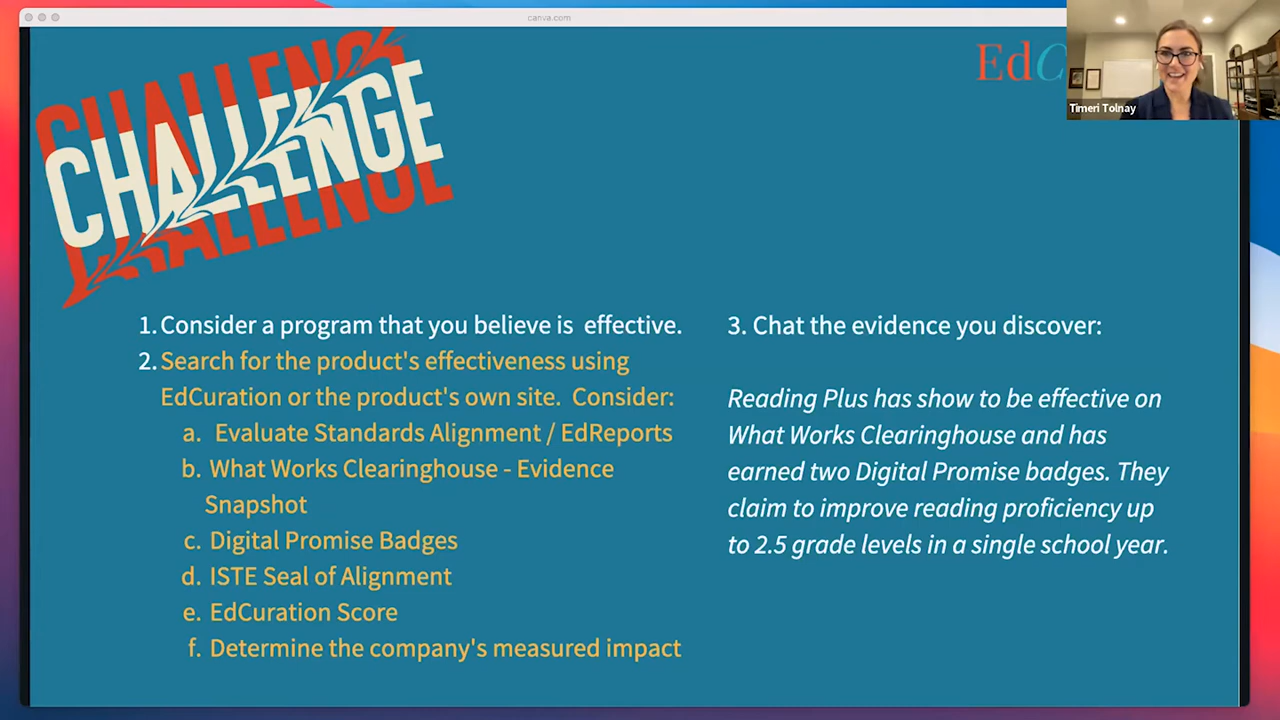 canva.com
CHALLENGE
CHALLENGE
CHALLENGE
EdC
Timeri Tolnay
1. Consider a program that you believe is effective.
2. Search for the product's effectiveness using
EdCuration or the product's own site. Consider:
a. Evaluate Standards Alignment / EdReports
b. What Works Clearinghouse - Evidence
Snapshot
c. Digital Promise Badges
d. ISTE Seal of Alignment
e. EdCuration Score
f. Determine the company's measured impact
3. Chat the evidence you discover:
Reading Plus has show to be effective on
What Works Clearinghouse and has
earned two Digital Promise badges. They
claim to improve reading proficiency up
to 2.5 grade levels in a single school year.